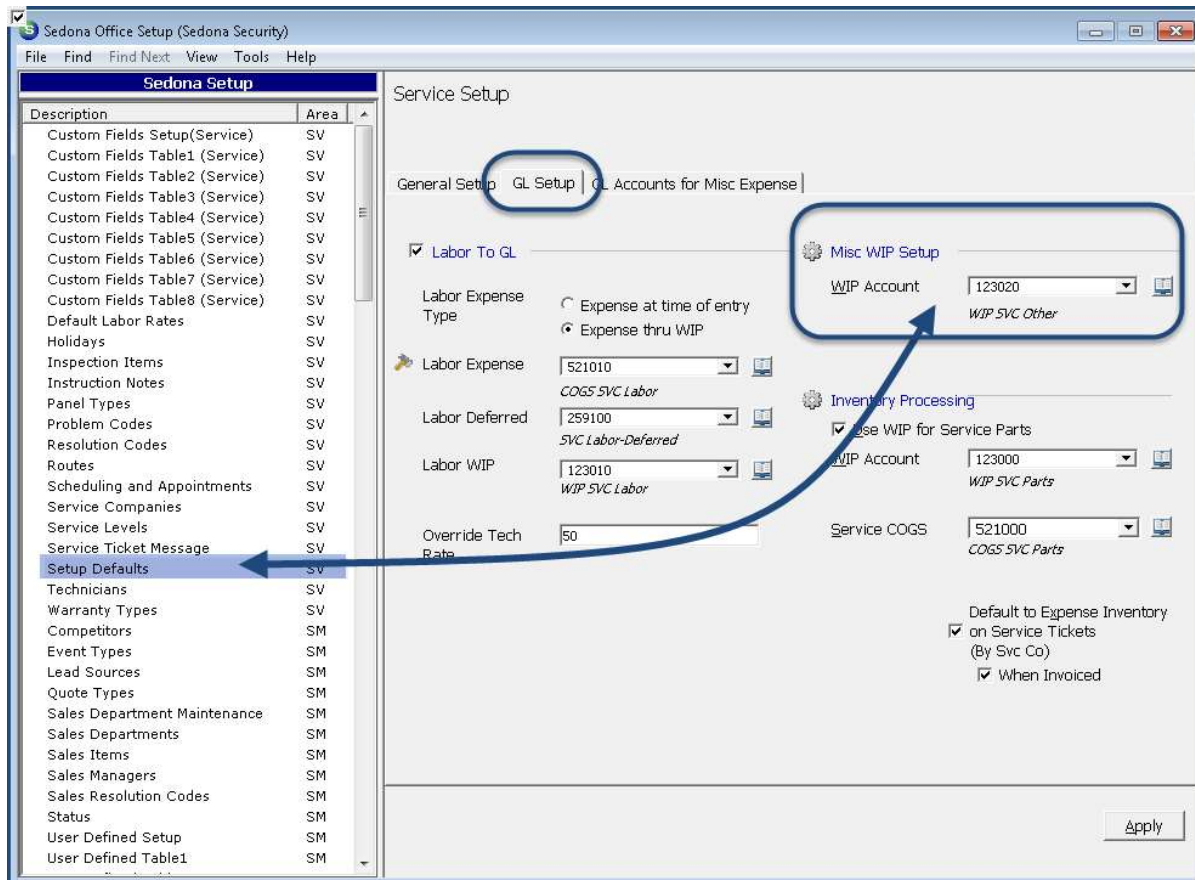 Sedona Office Setup (Sedona Security)
File Find Find Next View Tools Help
Sedona Setup
Description Area
Custom Fields Setup(Service) SV
Custom Fields Table1 (Service) SV
Custom Fields Table2 (Service) SV
Custom Fields Table3 (Service) SV
Custom Fields Table4 (Service) SV
Custom Fields Table5 (Service) SV
Custom Fields Table6 (Service) SV
Custom Fields Table7 (Service) SV
Custom Fields Table8 (Service) SV
Default Labor Rates SV
Holidays SV
Inspection Items SV
Instruction Notes SV
Panel Types SV
Problem Codes SV
Resolution Codes SV
Routes SV
Scheduling and Appointments SV
Service Companies SV
Service Levels SV
Service Ticket Message SV
Setup Defaults SV
Technicians SV
Warranty Types SV
Competitors SM
Event Types SM
Lead Sources SM
Quote Types SM
Sales Department Maintenance SM
Sales Departments SM
Sales Items SM
Sales Managers SM
Sales Resolution Codes SM
Status SM
User Defined Setup SM
User Defined Table1 SM
Service Setup
General Setup GL Setup GL Accounts for Misc Expense
Labor To GL
Labor Expense
Type
Expense at time of entry
Expense thru WIP
Labor Expense 521010
COGS SVC Labor
Labor Deferred 259100
SVC Labor-Deferred
Labor WIP 123010
WIP SVC Labor
Override Tech
Rate
50
Misc WIP Setup
WIP Account 123020
WIP SVC Other
Inventory Processing
Use WIP for Service Parts
WIP Account 123000
WIP SVC Parts
Service COGS 521000
COGS SVC Parts
Default to Expense Inventory
on Service Tickets
(By Svc Co)
When Invoiced
Apply